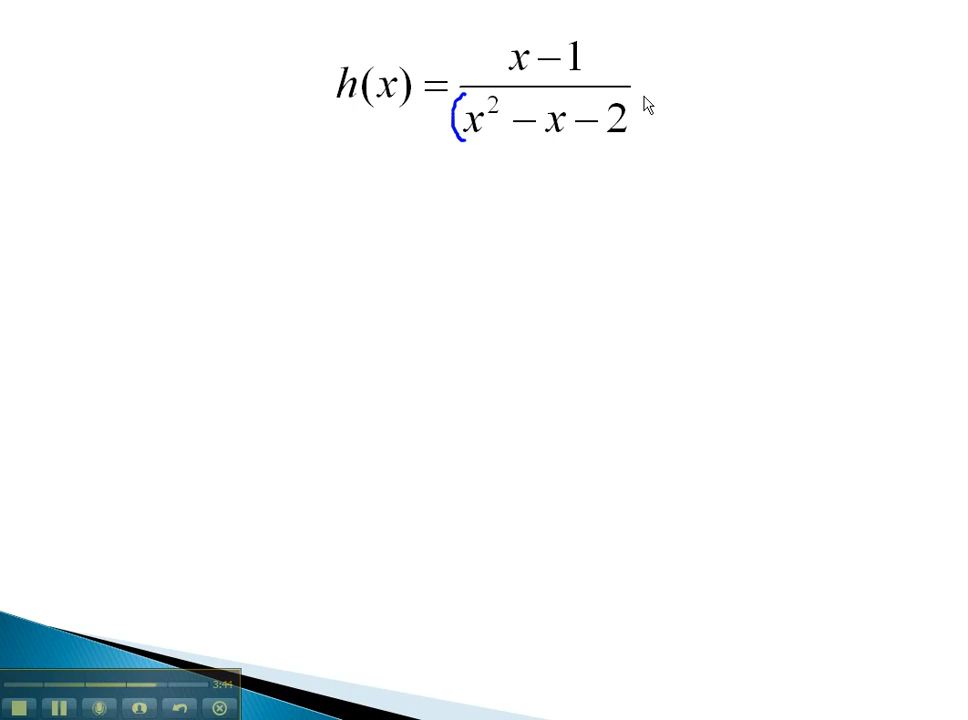 h(x) = (x − 1) / (x² − x − 2)
3:44